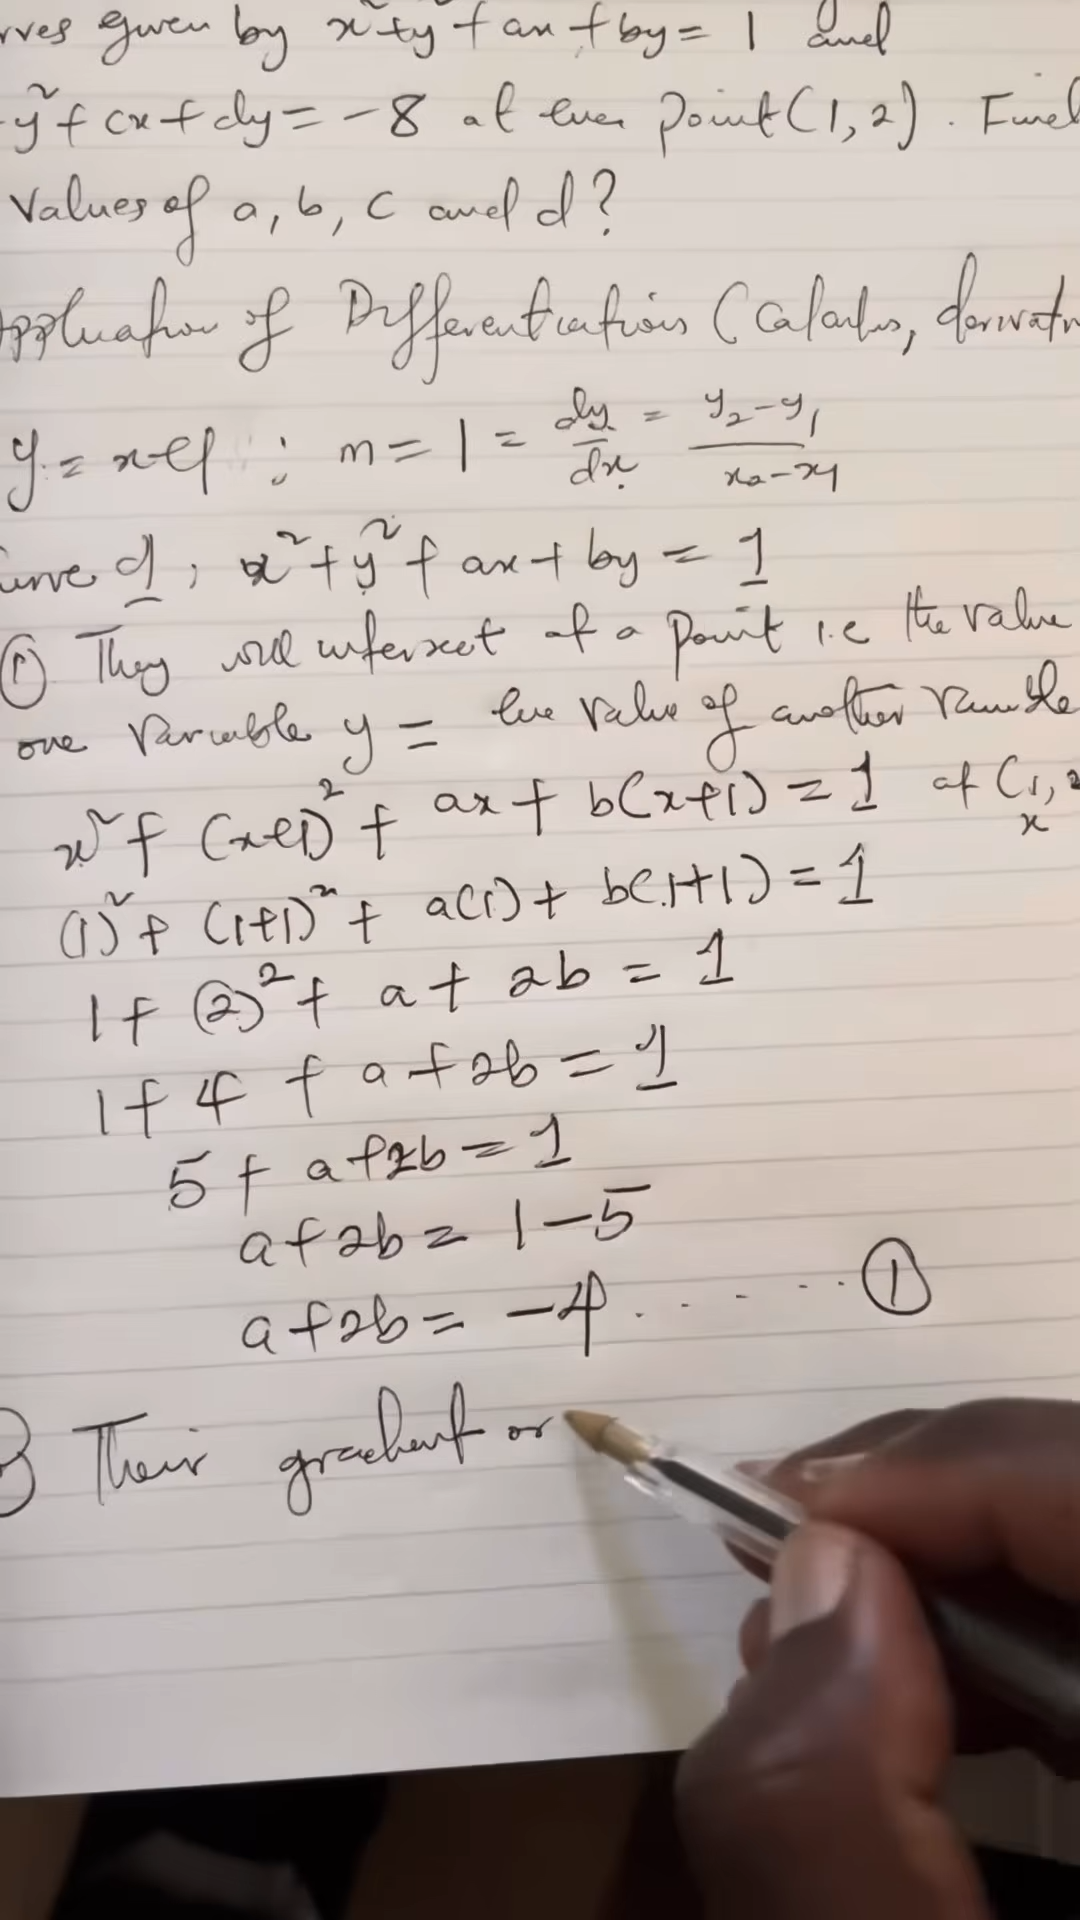 rves given by x²+y²+ax+by=1 and
y²+cx+dy=-8 at the point(1,2). Find
values of a, b, c and d?
Application of Differentiations (Calculus, derivativ
y=x+1; m=1=dy/dx=(y₂-y₁)/(x₂-x₁)
urve 1; x²+y²+ax+by=1
① They will intersect at a point i.e the value
one variable y= the value of another variable
x²+(x+1)²+ax+b(x+1)=1 at (1,2
x
(1)²+(1+1)²+a(1)+b(1+1)=1
1+(2)²+a+2b=1
1+4+a+2b=1
5+a+2b=1
a+2b=1-5
a+2b=-4.....①
Their gradient or